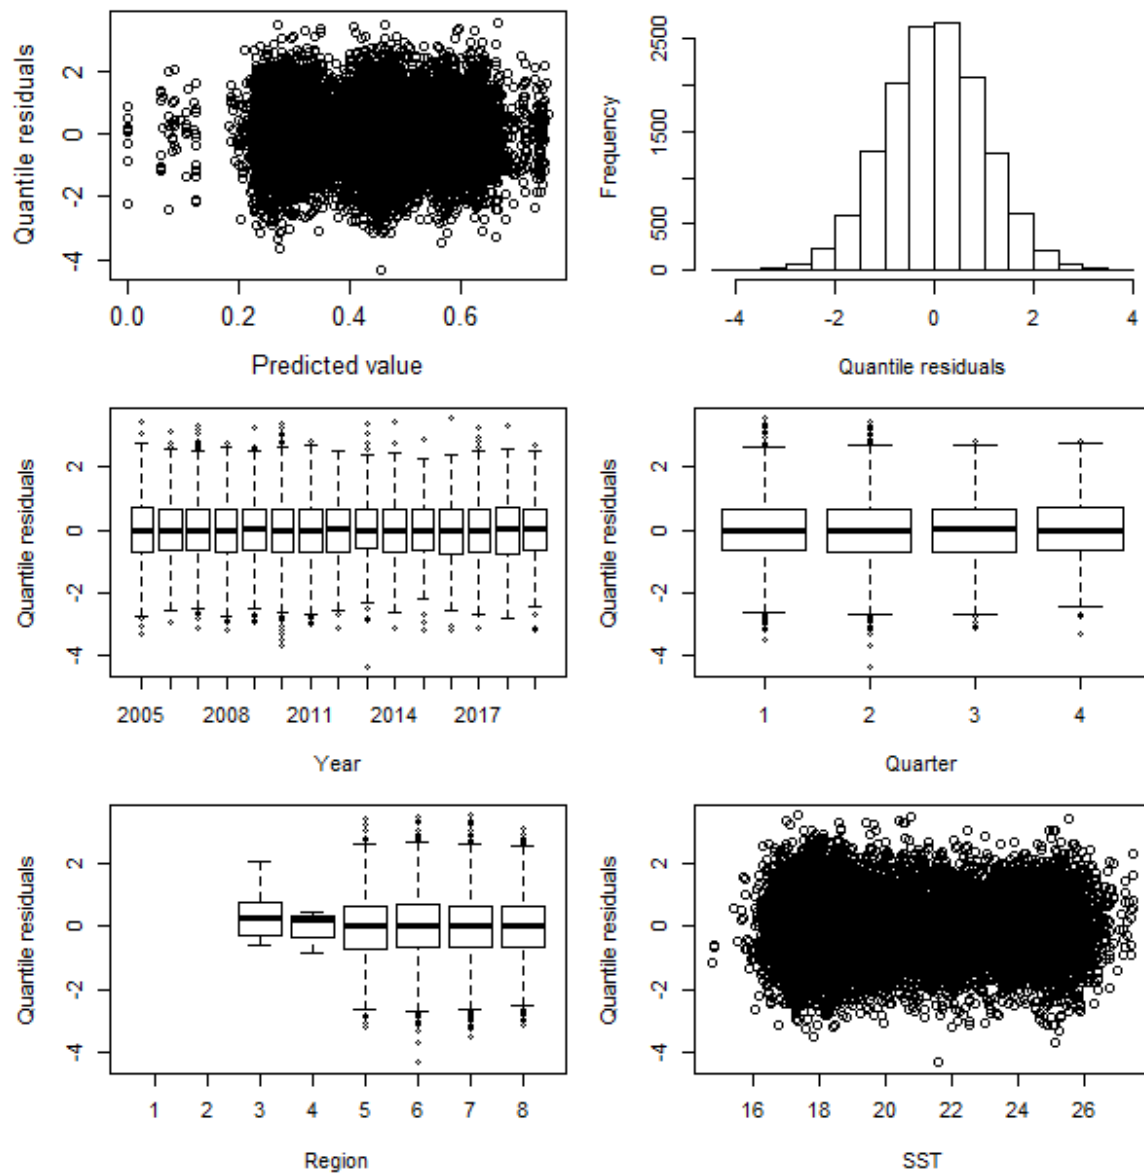 Quantile residuals
2
0
-2
-4
0.0 0.2 0.4 0.6
Predicted value
Frequency
2500
1500
500
0
-4 -2 0 2 4
Quantile residuals
Quantile residuals
2
0
-2
-4
2005 2008 2011 2014 2017
Year
Quantile residuals
2
0
-2
-4
1 2 3 4
Quarter
Quantile residuals
2
0
-2
-4
1 2 3 4 5 6 7 8
Region
Quantile residuals
2
0
-2
-4
16 18 20 22 24 26
SST